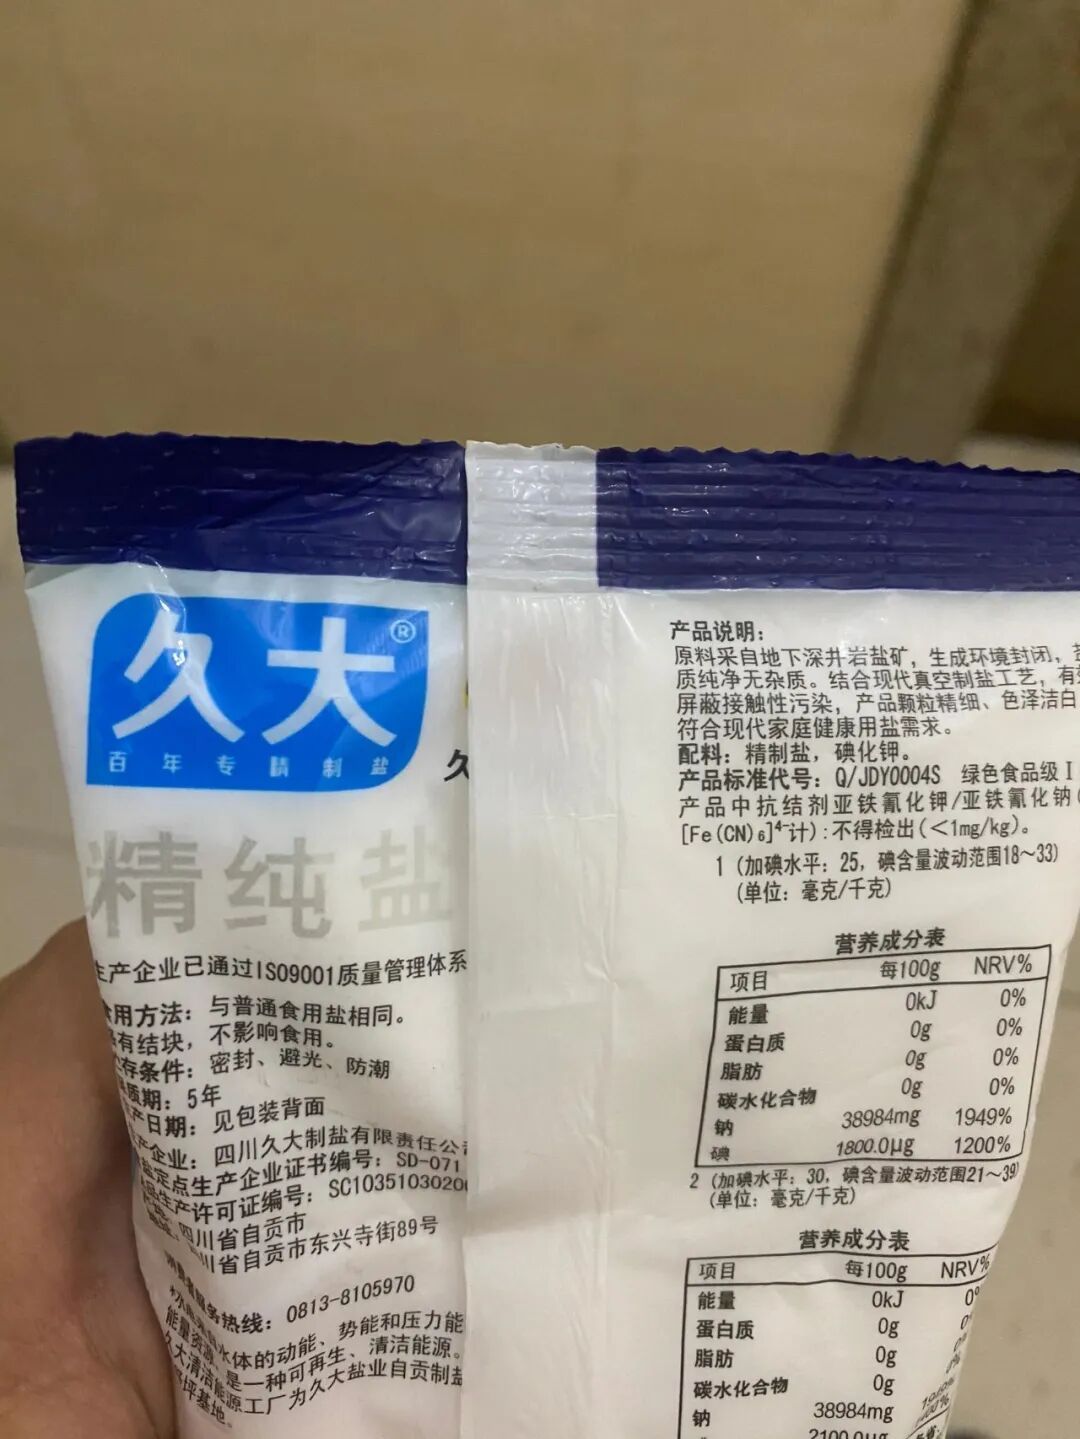 久大®
百年专精制盐
久
精纯盐
生产企业已通过ISO9001质量管理体系
食用方法：与普通食用盐相同。
有结块，不影响食用。
贮存条件：密封、避光、防潮
保质期：5年
生产日期：见包装背面
生产企业：四川久大制盐有限责任公
盐定点生产企业证书编号：SD-071
品生产许可证编号：SC1035103020
四川省自贡市
川省自贡市东兴寺街89号
服务热线：0813-8105970
水体的动能、势能和压力能
能量资源，是一种可再生、清洁能源。
久大清洁能源工厂为久大盐业自贡制盐
坪基地。
产品说明：
原料采自地下深井岩盐矿，生成环境封闭，盐
质纯净无杂质。结合现代真空制盐工艺，有效
屏蔽接触性污染，产品颗粒精细、色泽洁白
符合现代家庭健康用盐需求。
配料：精制盐，碘化钾。
产品标准代号：Q/JDY0004S 绿色食品级Ⅰ
产品中抗结剂亚铁氰化钾/亚铁氰化钠(
[Fe(CN)₆]⁴⁻计)：不得检出(＜1mg/kg)。
1 (加碘水平：25，碘含量波动范围18～33)
(单位：毫克/千克)
营养成分表
项目 每100g NRV%
能量 0kJ 0%
蛋白质 0g 0%
脂肪 0g 0%
碳水化合物 0g 0%
钠 38984mg 1949%
碘 1800.0μg 1200%
2 (加碘水平：30，碘含量波动范围21～39)
(单位：毫克/千克)
营养成分表
项目 每100g NRV%
能量 0kJ 0%
蛋白质 0g
脂肪 0g
碳水化合物 0g
钠 38984mg
2100.0μg